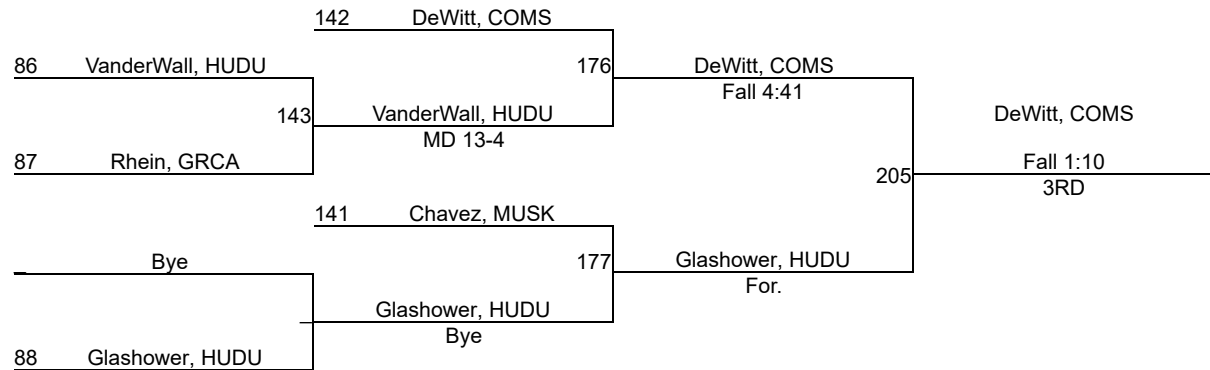 142 DeWitt, COMS
86 VanderWall, HUDU
176 DeWitt, COMS
Fall 4:41
143 VanderWall, HUDU
MD 13-4
DeWitt, COMS
87 Rhein, GRCA
205 Fall 1:10
3RD
141 Chavez, MUSK
_ Bye
177 Glashower, HUDU
For.
_ Glashower, HUDU
Bye
88 Glashower, HUDU